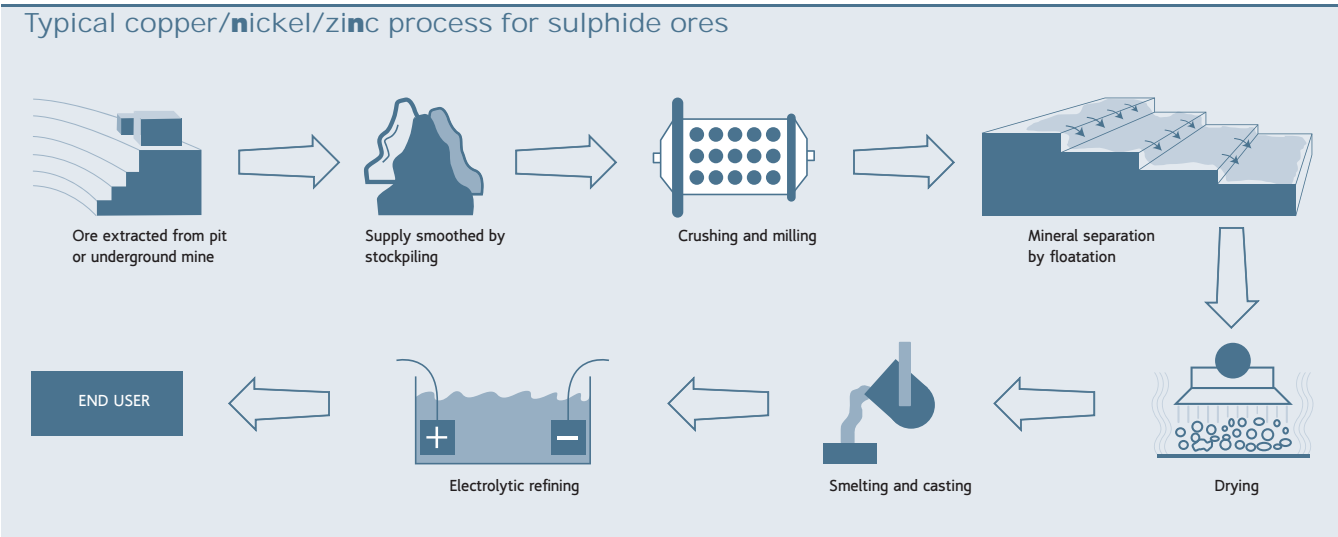 Typical copper/nickel/zinc process for sulphide ores
Ore extracted from pit
or underground mine
Supply smoothed by
stockpiling
Crushing and milling
Mineral separation
by floatation
END USER
+
−
Electrolytic refining
Smelting and casting
Drying